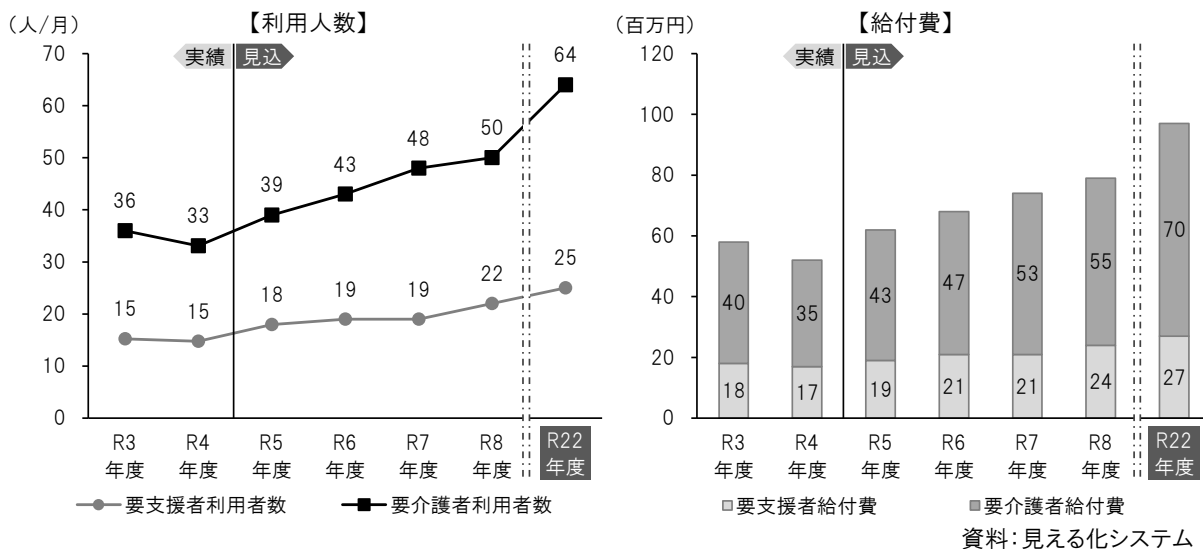 (人/月)
【利用人数】
実績
見込
70
60
50
40
30
20
10
0
36
33
39
43
48
50
64
15
15
18
19
19
22
25
R3
年度
R4
年度
R5
年度
R6
年度
R7
年度
R8
年度
R22
年度
要支援者利用者数
要介護者利用者数
(百万円)
【給付費】
実績
見込
120
100
80
60
40
20
0
40
35
43
47
53
55
70
18
17
19
21
21
24
27
R3
年度
R4
年度
R5
年度
R6
年度
R7
年度
R8
年度
R22
年度
要支援者給付費
要介護者給付費
資料：見える化システム